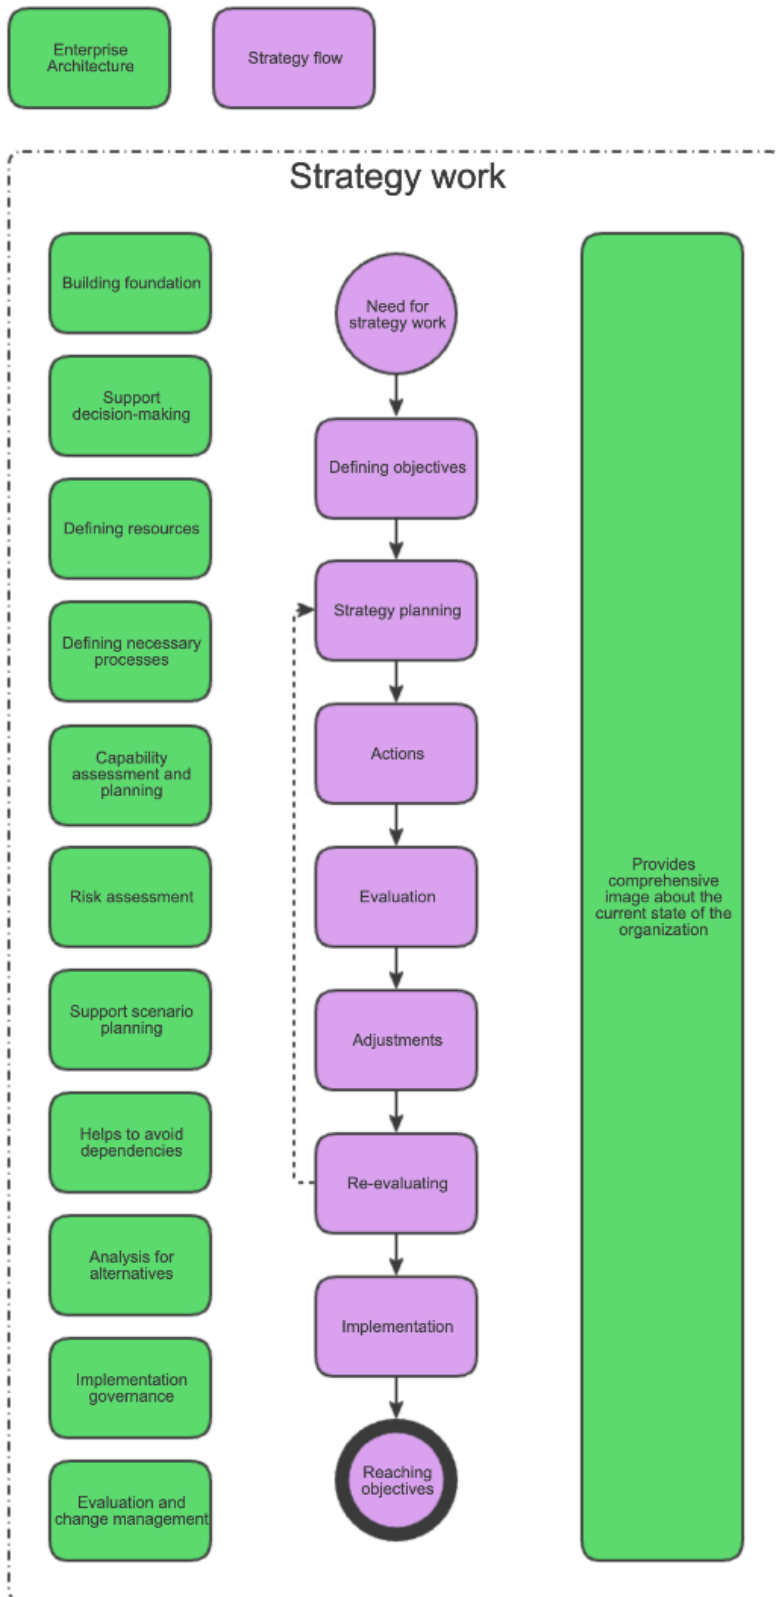 Enterprise
Architecture
Strategy flow
Strategy work
Building foundation
Support
decision-making
Defining resources
Defining necessary
processes
Capability
assessment and
planning
Risk assessment
Support scenario
planning
Helps to avoid
dependencies
Analysis for
alternatives
Implementation
governance
Evaluation and
change management
Need for
strategy work
Defining objectives
Strategy planning
Actions
Evaluation
Adjustments
Re-evaluating
Implementation
Reaching
objectives
Provides
comprehensive
image about the
current state of the
organization